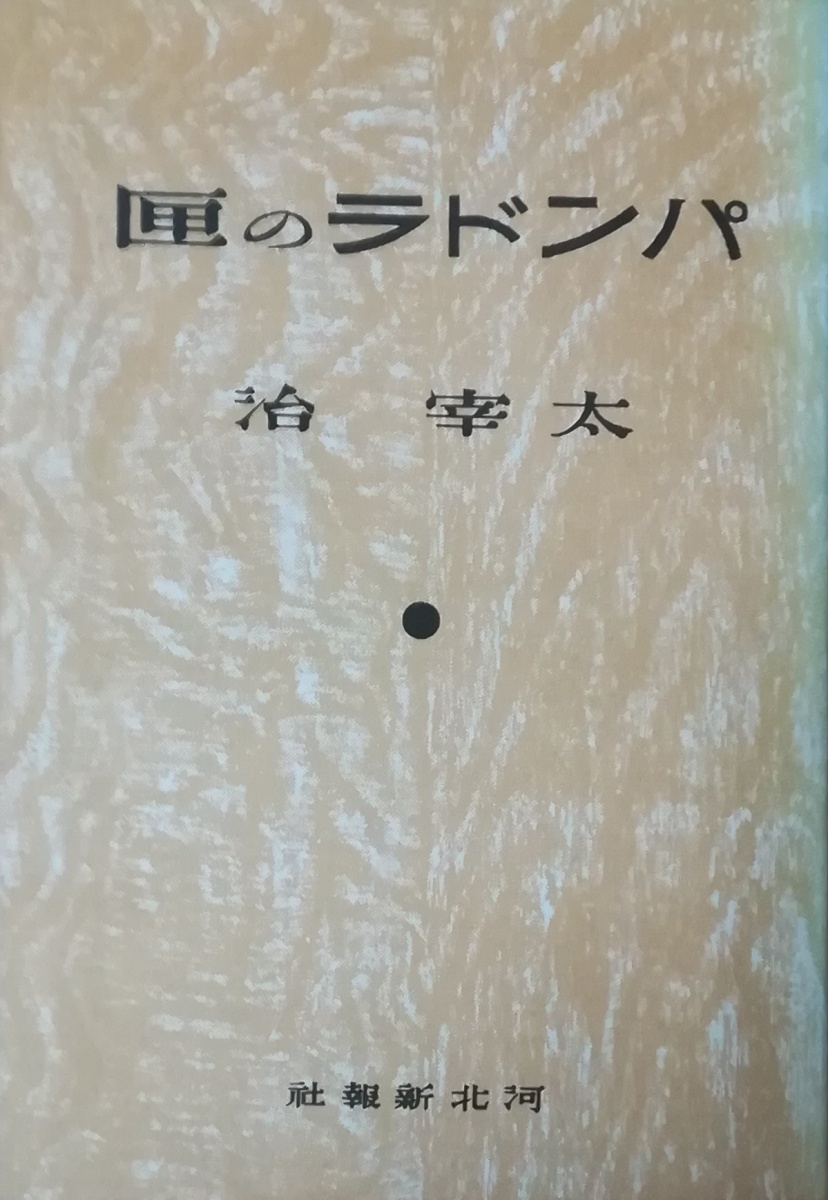 パンドラの匣
太宰 治
河北新報社